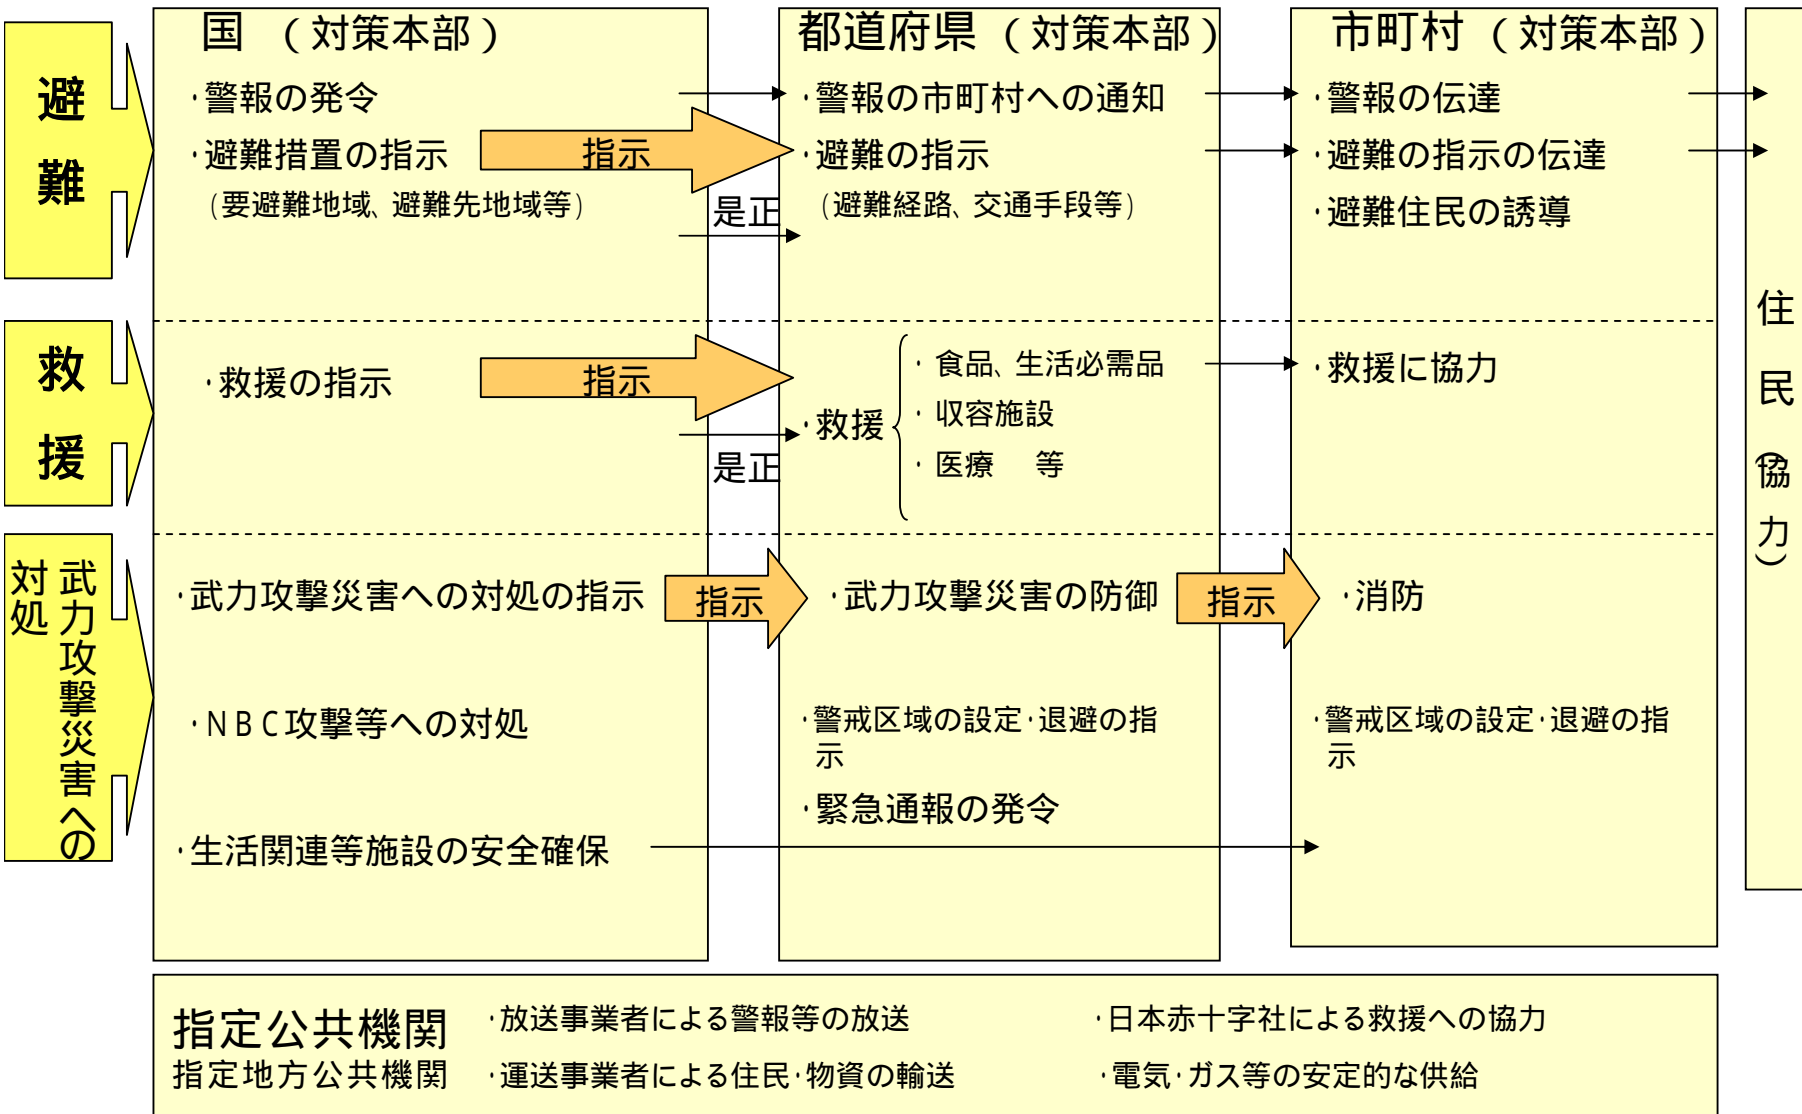 国 （対策本部）
都道府県（対策本部）
市町村（対策本部）
避難
・警報の発令
・警報の市町村への通知
・警報の伝達
・避難措置の指示
指示
・避難の指示
・避難の指示の伝達
（要避難地域、避難先地域等）
是正
（避難経路、交通手段等）
・避難住民の誘導
住民（協力）
救援
・救援の指示
指示
・救援
・食品、生活必需品
・収容施設
・医療 等
・救援に協力
是正
武力攻撃災害への
対処
・武力攻撃災害への対処の指示
指示
・武力攻撃災害の防御
指示
・消防
・ＮＢＣ攻撃等への対処
・警戒区域の設定・退避の指
示
・警戒区域の設定・退避の指
示
・緊急通報の発令
・生活関連等施設の安全確保
指定公共機関
・放送事業者による警報等の放送
・日本赤十字社による救援への協力
指定地方公共機関
・運送事業者による住民・物資の輸送
・電気・ガス等の安定的な供給